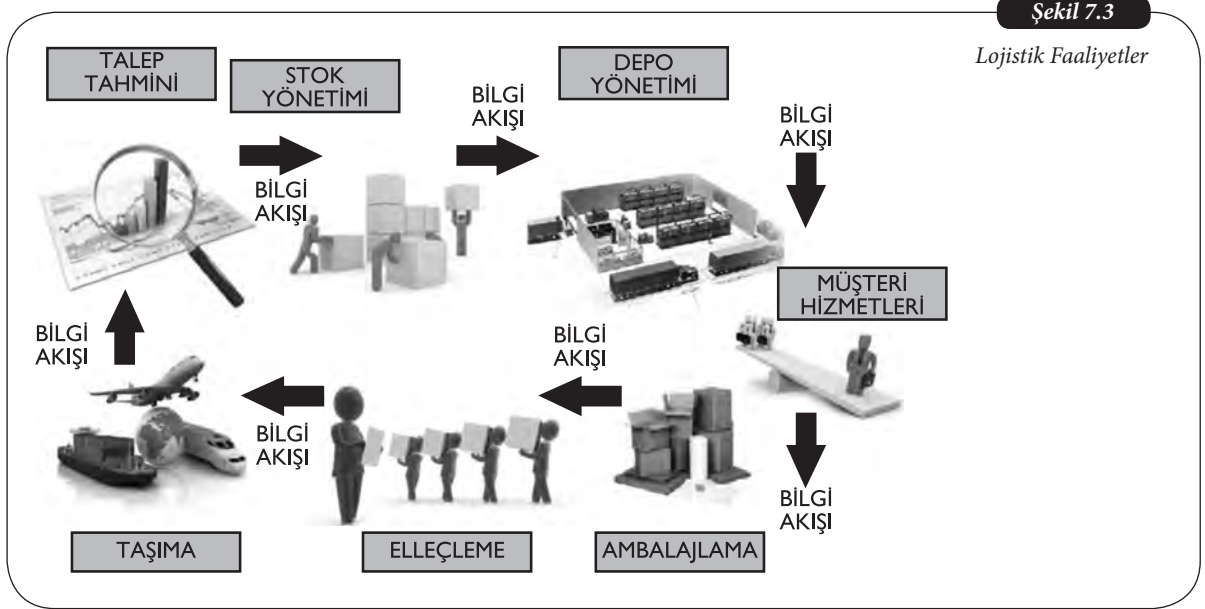 Şekil 7.3
Lojistik Faaliyetler
TALEP
TAHMİNİ
STOK
YÖNETİMİ
DEPO
YÖNETİMİ
BİLGİ
AKIŞI
BİLGİ
AKIŞI
BİLGİ
AKIŞI
MÜŞTERİ
HİZMETLERİ
BİLGİ
AKIŞI
BİLGİ
AKIŞI
BİLGİ
AKIŞI
BİLGİ
AKIŞI
TAŞIMA
ELLEÇLEME
AMBALAJLAMA